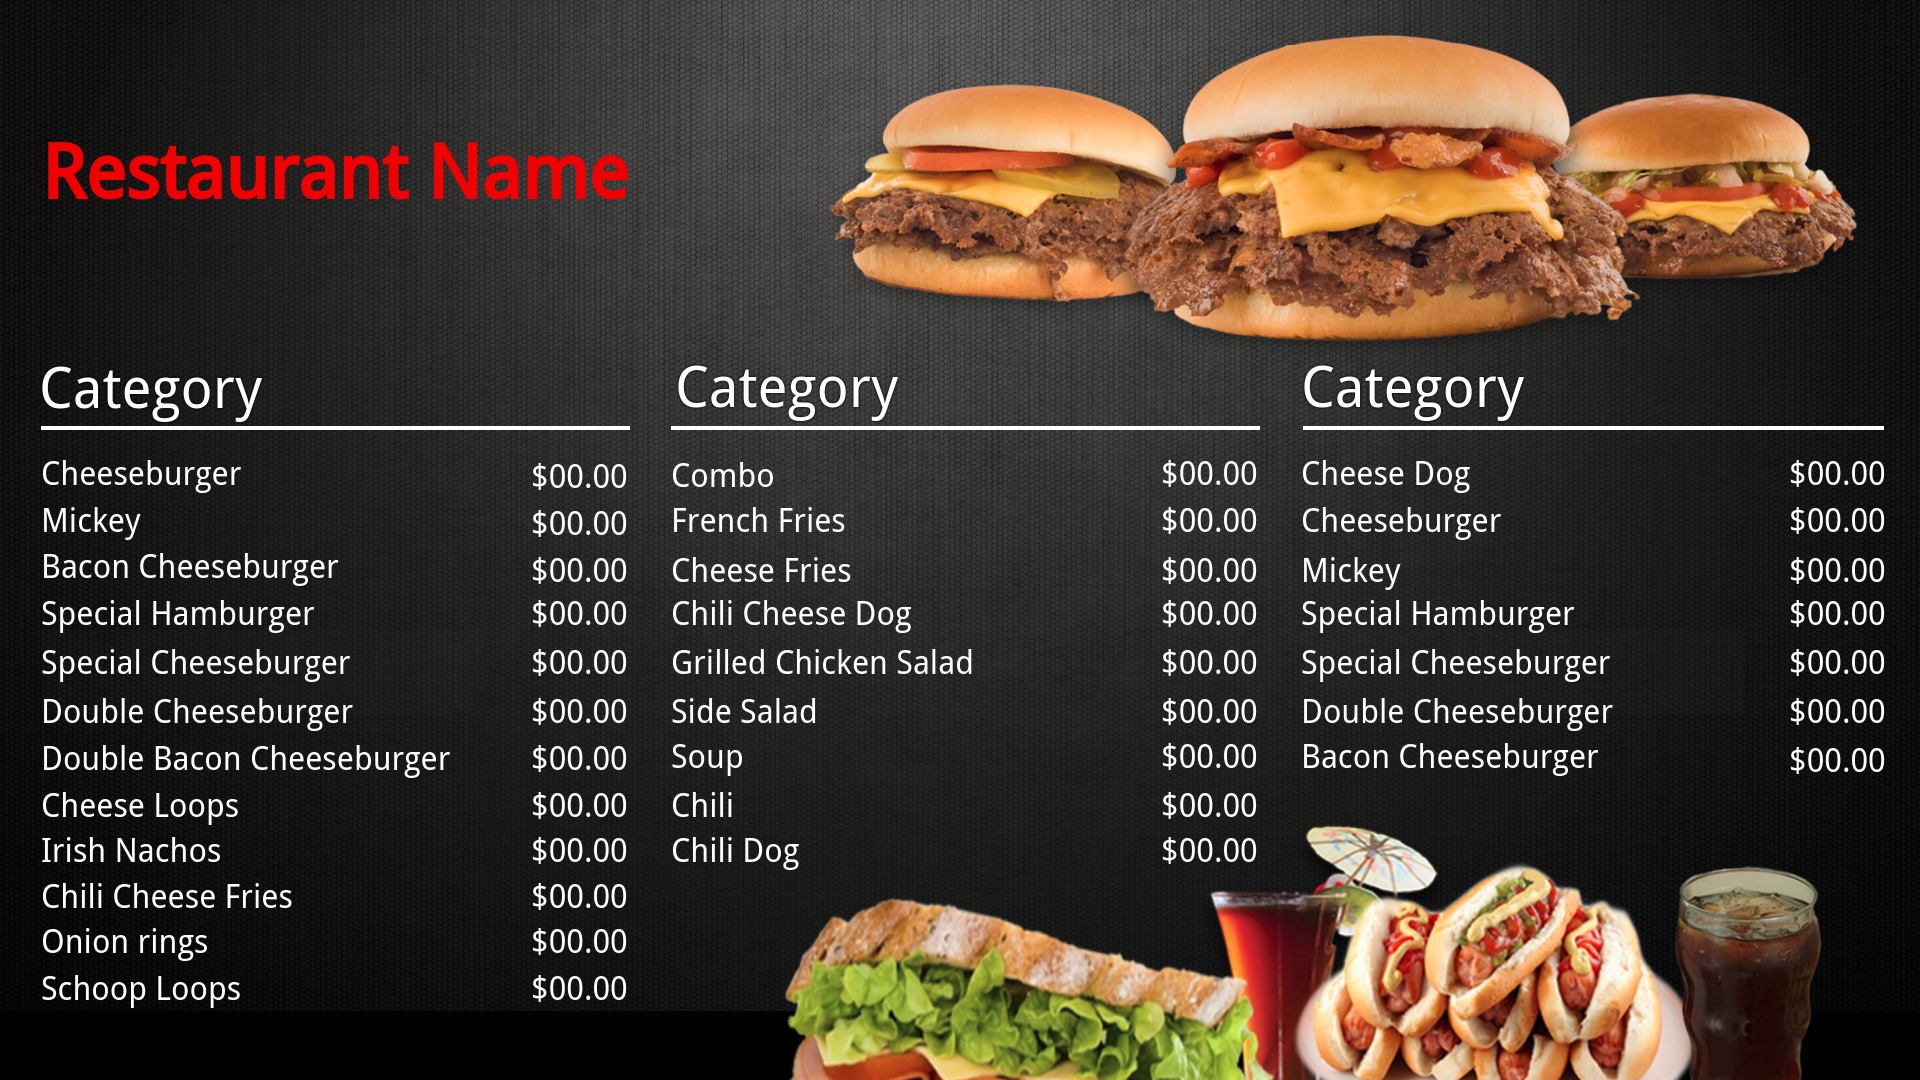 Restaurant Name
Category
Cheeseburger $00.00
Mickey $00.00
Bacon Cheeseburger $00.00
Special Hamburger $00.00
Special Cheeseburger $00.00
Double Cheeseburger $00.00
Double Bacon Cheeseburger $00.00
Cheese Loops $00.00
Irish Nachos $00.00
Chili Cheese Fries $00.00
Onion rings $00.00
Schoop Loops $00.00
Category
Combo $00.00
French Fries $00.00
Cheese Fries $00.00
Chili Cheese Dog $00.00
Grilled Chicken Salad $00.00
Side Salad $00.00
Soup $00.00
Chili $00.00
Chili Dog $00.00
Category
Cheese Dog $00.00
Cheeseburger $00.00
Mickey $00.00
Special Hamburger $00.00
Special Cheeseburger $00.00
Double Cheeseburger $00.00
Bacon Cheeseburger $00.00